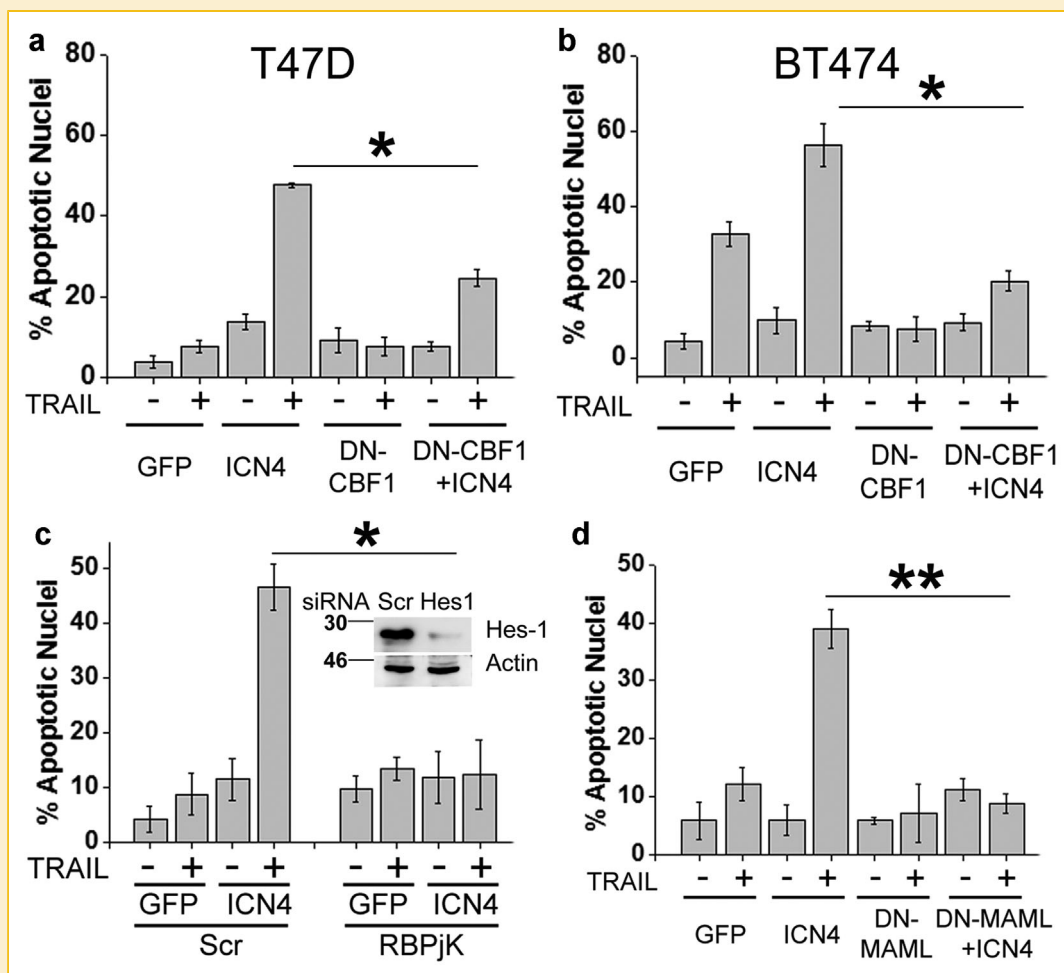 a
T47D
% Apoptotic Nuclei
80
60
40
20
0
TRAIL - + - + - + - +
GFP ICN4 DN-CBF1 DN-CBF1
+ICN4
*
b
BT474
% Apoptotic Nuclei
80
60
40
20
0
TRAIL - + - + - + - +
GFP ICN4 DN-CBF1 DN-CBF1
+ICN4
*
c
% Apoptotic Nuclei
50
40
30
20
10
0
*
siRNA Scr Hes1
30 Hes-1
46 Actin
TRAIL - + - + - + - +
GFP ICN4 GFP ICN4
Scr RBPjK
d
% Apoptotic Nuclei
50
40
30
20
10
0
**
TRAIL - + - + - + - +
GFP ICN4 DN-MAML DN-MAML
+ICN4